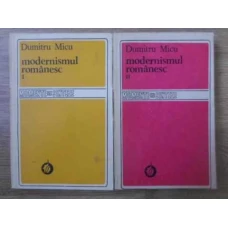 Dumitru Micu
modernismul
românesc
I
Dumitru Micu
modernismul
românesc
II